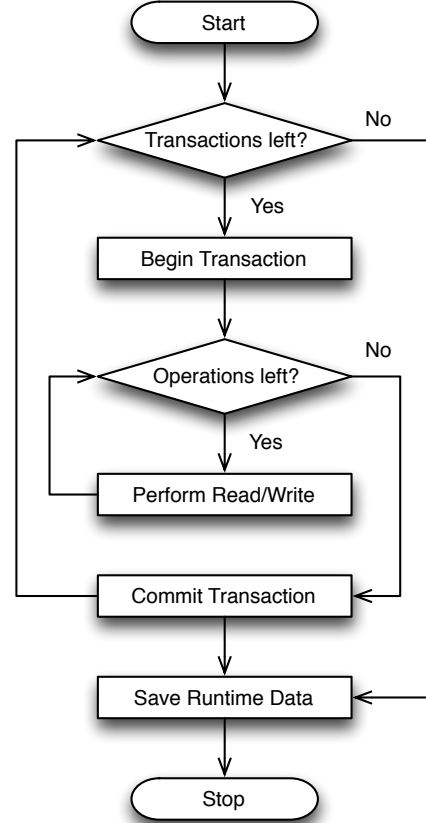 Start
Transactions left?
No
Yes
Begin Transaction
Operations left?
No
Yes
Perform Read/Write
Commit Transaction
Save Runtime Data
Stop